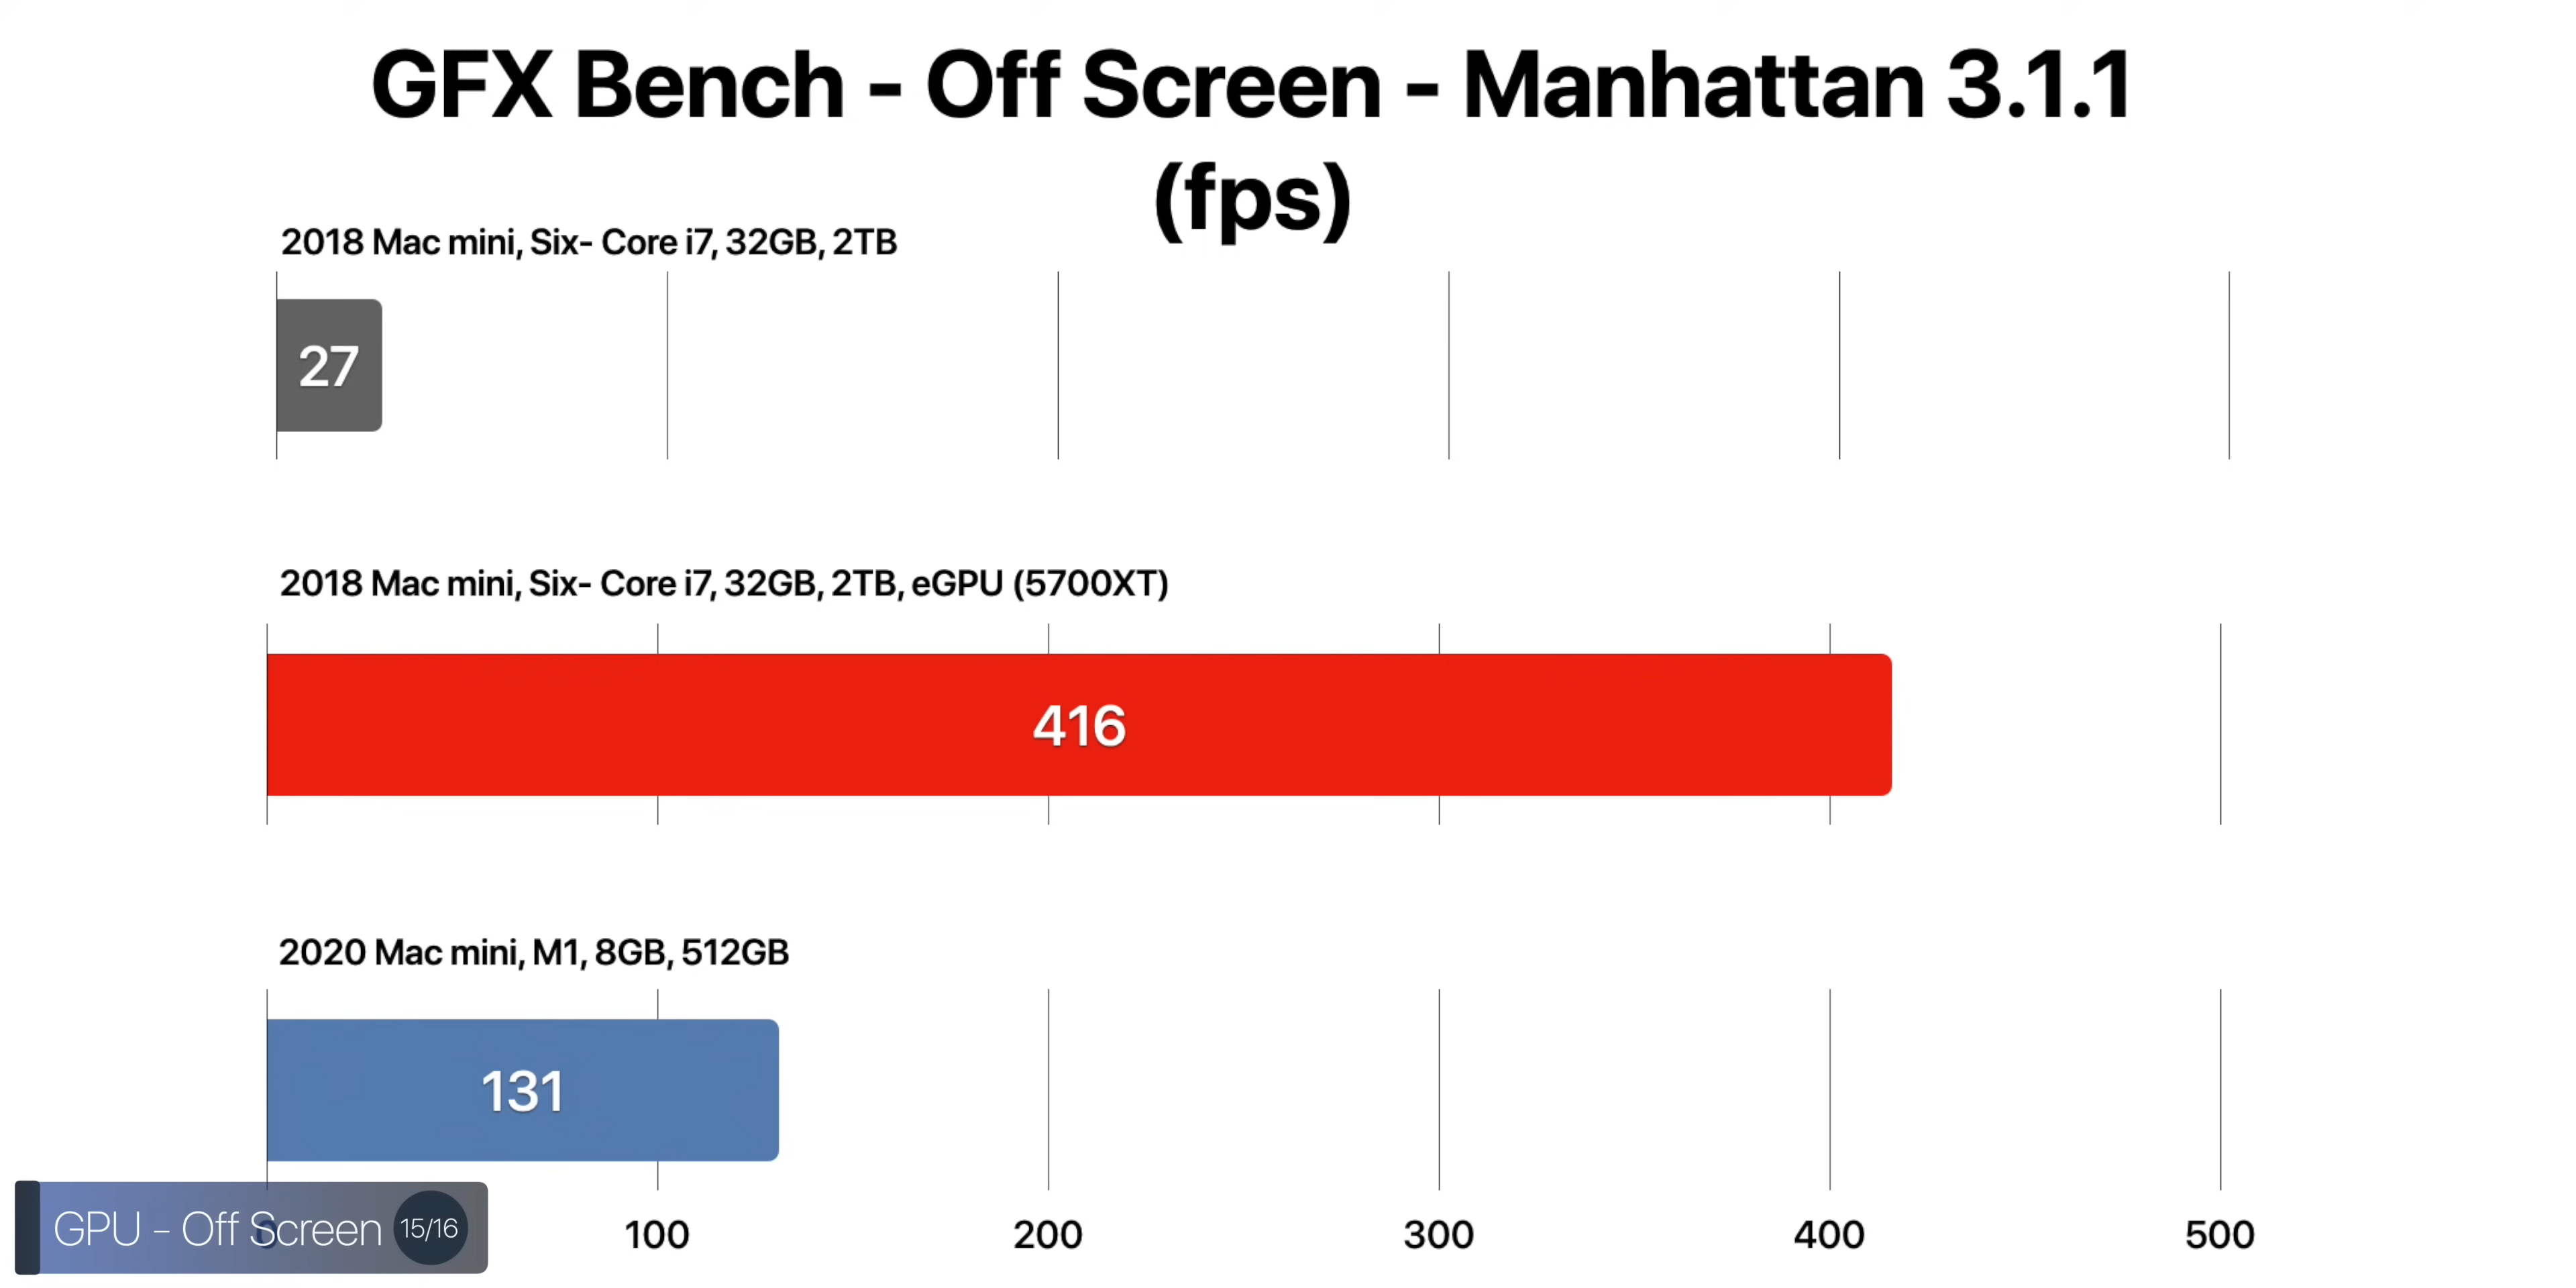 GFX Bench - Off Screen - Manhattan 3.1.1
(fps)
2018 Mac mini, Six- Core i7, 32GB, 2TB
27
2018 Mac mini, Six- Core i7, 32GB, 2TB, eGPU (5700XT)
416
2020 Mac mini, M1, 8GB, 512GB
131
0 100 200 300 400 500
GPU - Off Screen 15/16